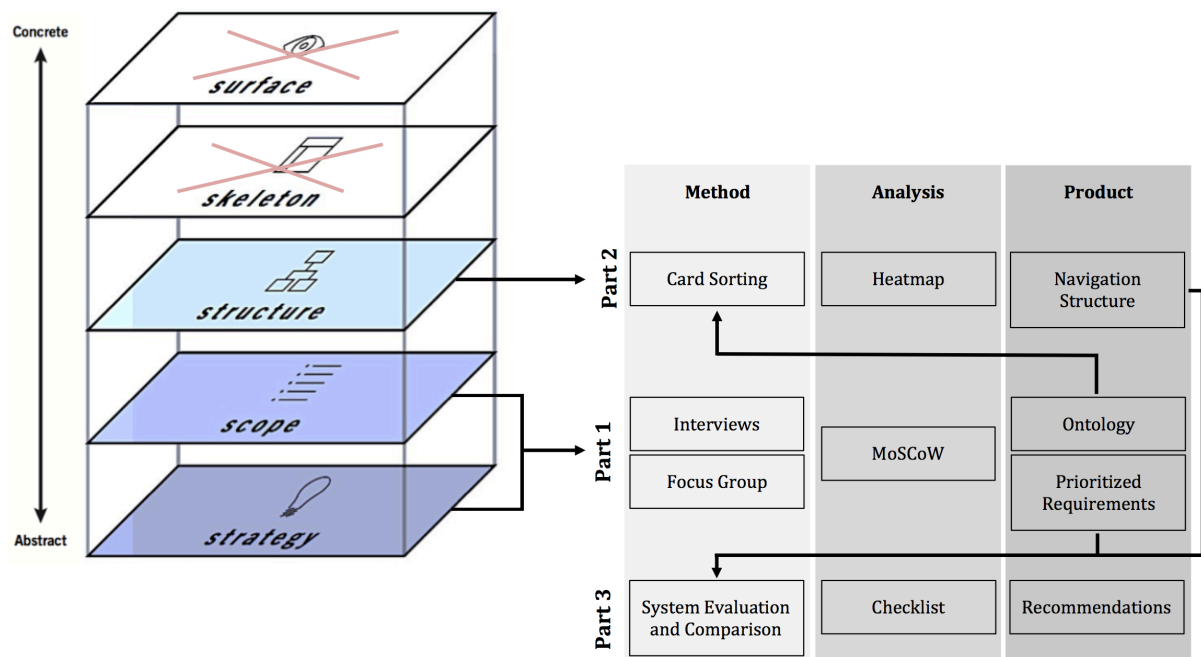 Concrete
surface
skeleton
structure
scope
strategy
Abstract
Method
Analysis
Product
Part 2
Card Sorting
Heatmap
Navigation
Structure
Part 1
Interviews
Focus Group
MoSCoW
Ontology
Prioritized
Requirements
Part 3
System Evaluation
and Comparison
Checklist
Recommendations